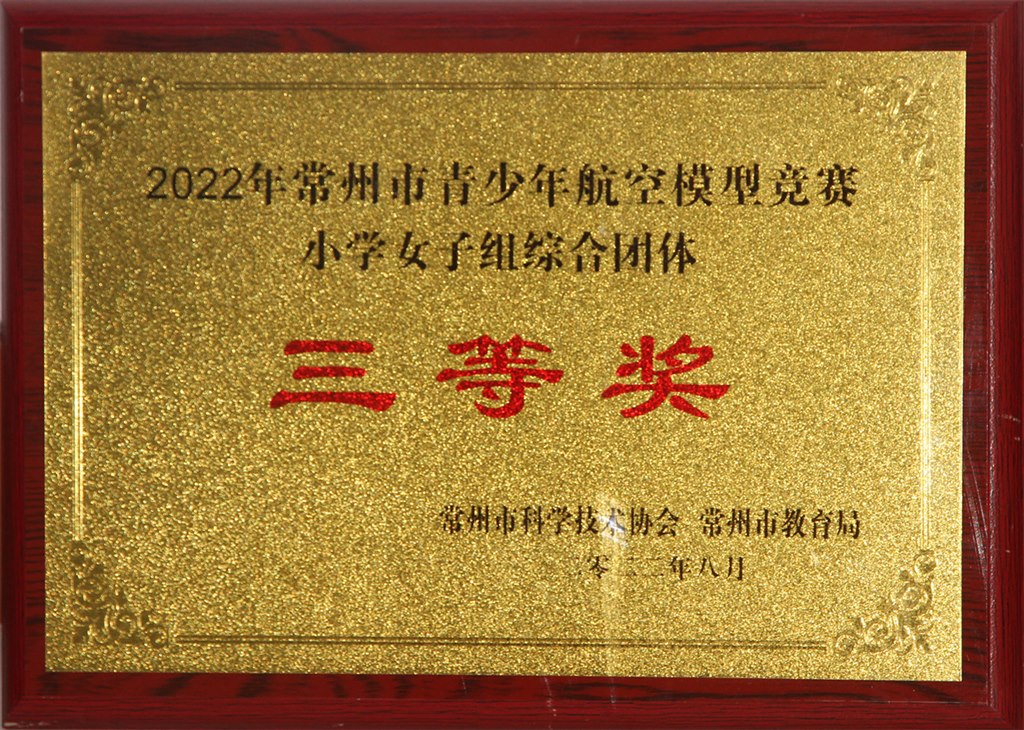 2022年常州市青少年航空模型竞赛
小学女子组综合团体
三等奖
常州市科学技术协会 常州市教育局
二零二二年八月